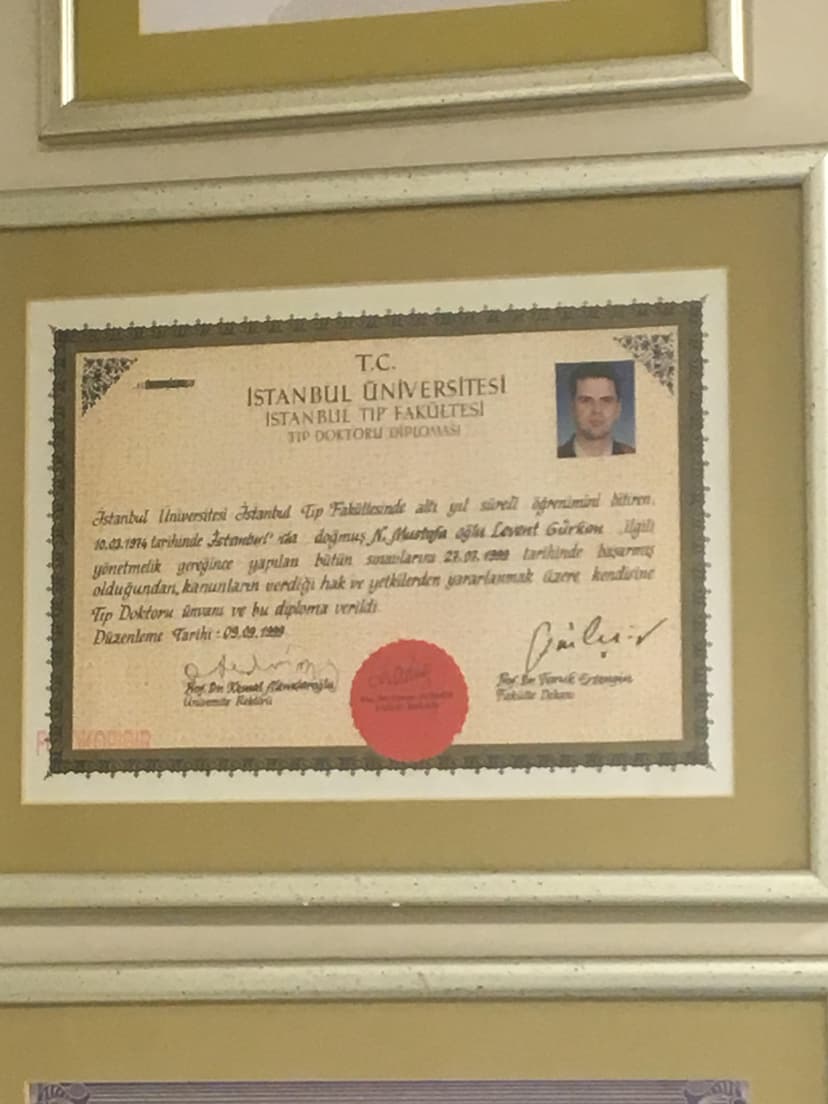 T.C.
İSTANBUL ÜNİVERSİTESİ
İSTANBUL TIP FAKÜLTESİ
TIP DOKTORU DİPLOMASI
İstanbul Üniversitesi İstanbul Tıp Fakültesinde altı yıl süreli öğrenimini bitiren,
10.03.1974 tarihinde İstanbul' da doğmuş N. Mustafa oğlu Levent Gürkan ilgili
yönetmelik gereğince yapılan bütün sınavlarını 27.07.1999 tarihinde başarmış
olduğundan, kanunların verdiği hak ve yetkilerden yararlanmak üzere kendisine
Tıp Doktoru ünvanı ve bu diploma verildi.
Düzenleme Tarihi : 09.09.1999
Prof. Dr. Kemal
Prof. Dr. Faruk Erzengin
Üniversite Rektörü
Fakülte Dekanı